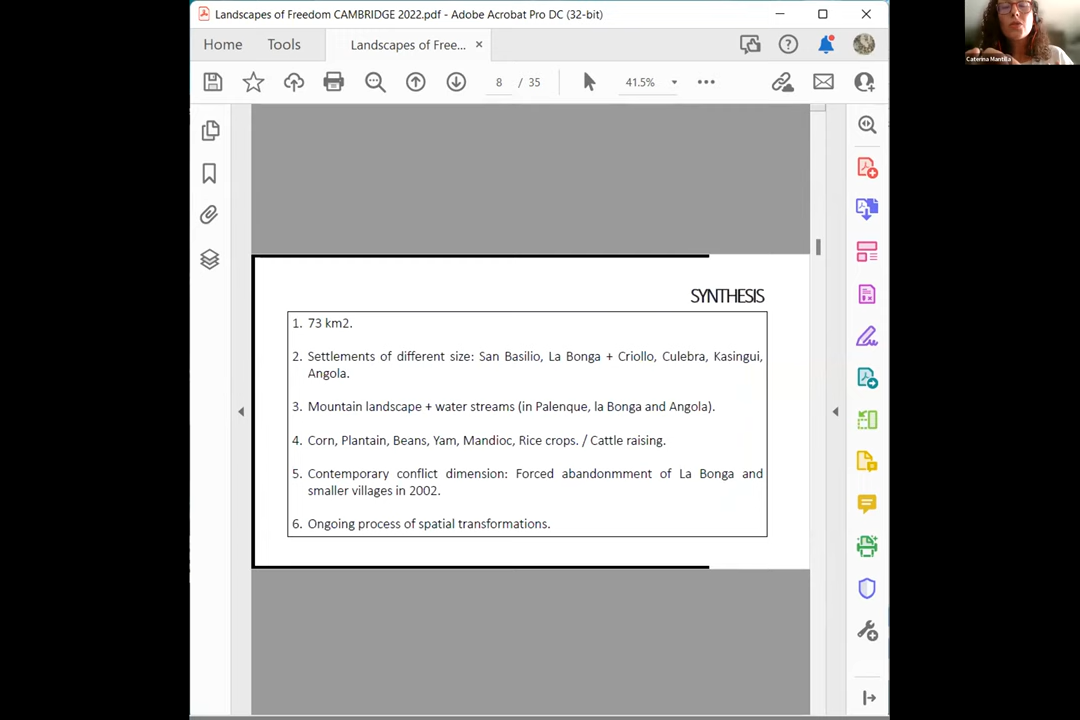 Landscapes of Freedom CAMBRIDGE 2022.pdf - Adobe Acrobat Pro DC (32-bit)
Home Tools Landscapes of Free... ×
8 / 35 41.5%
Caterina Mantilla
SYNTHESIS
1. 73 km2.
2. Settlements of different size: San Basilio, La Bonga + Criollo, Culebra, Kasingui,
Angola.
3. Mountain landscape + water streams (in Palenque, la Bonga and Angola).
4. Corn, Plantain, Beans, Yam, Mandioc, Rice crops. / Cattle raising.
5. Contemporary conflict dimension: Forced abandonmment of La Bonga and
smaller villages in 2002.
6. Ongoing process of spatial transformations.